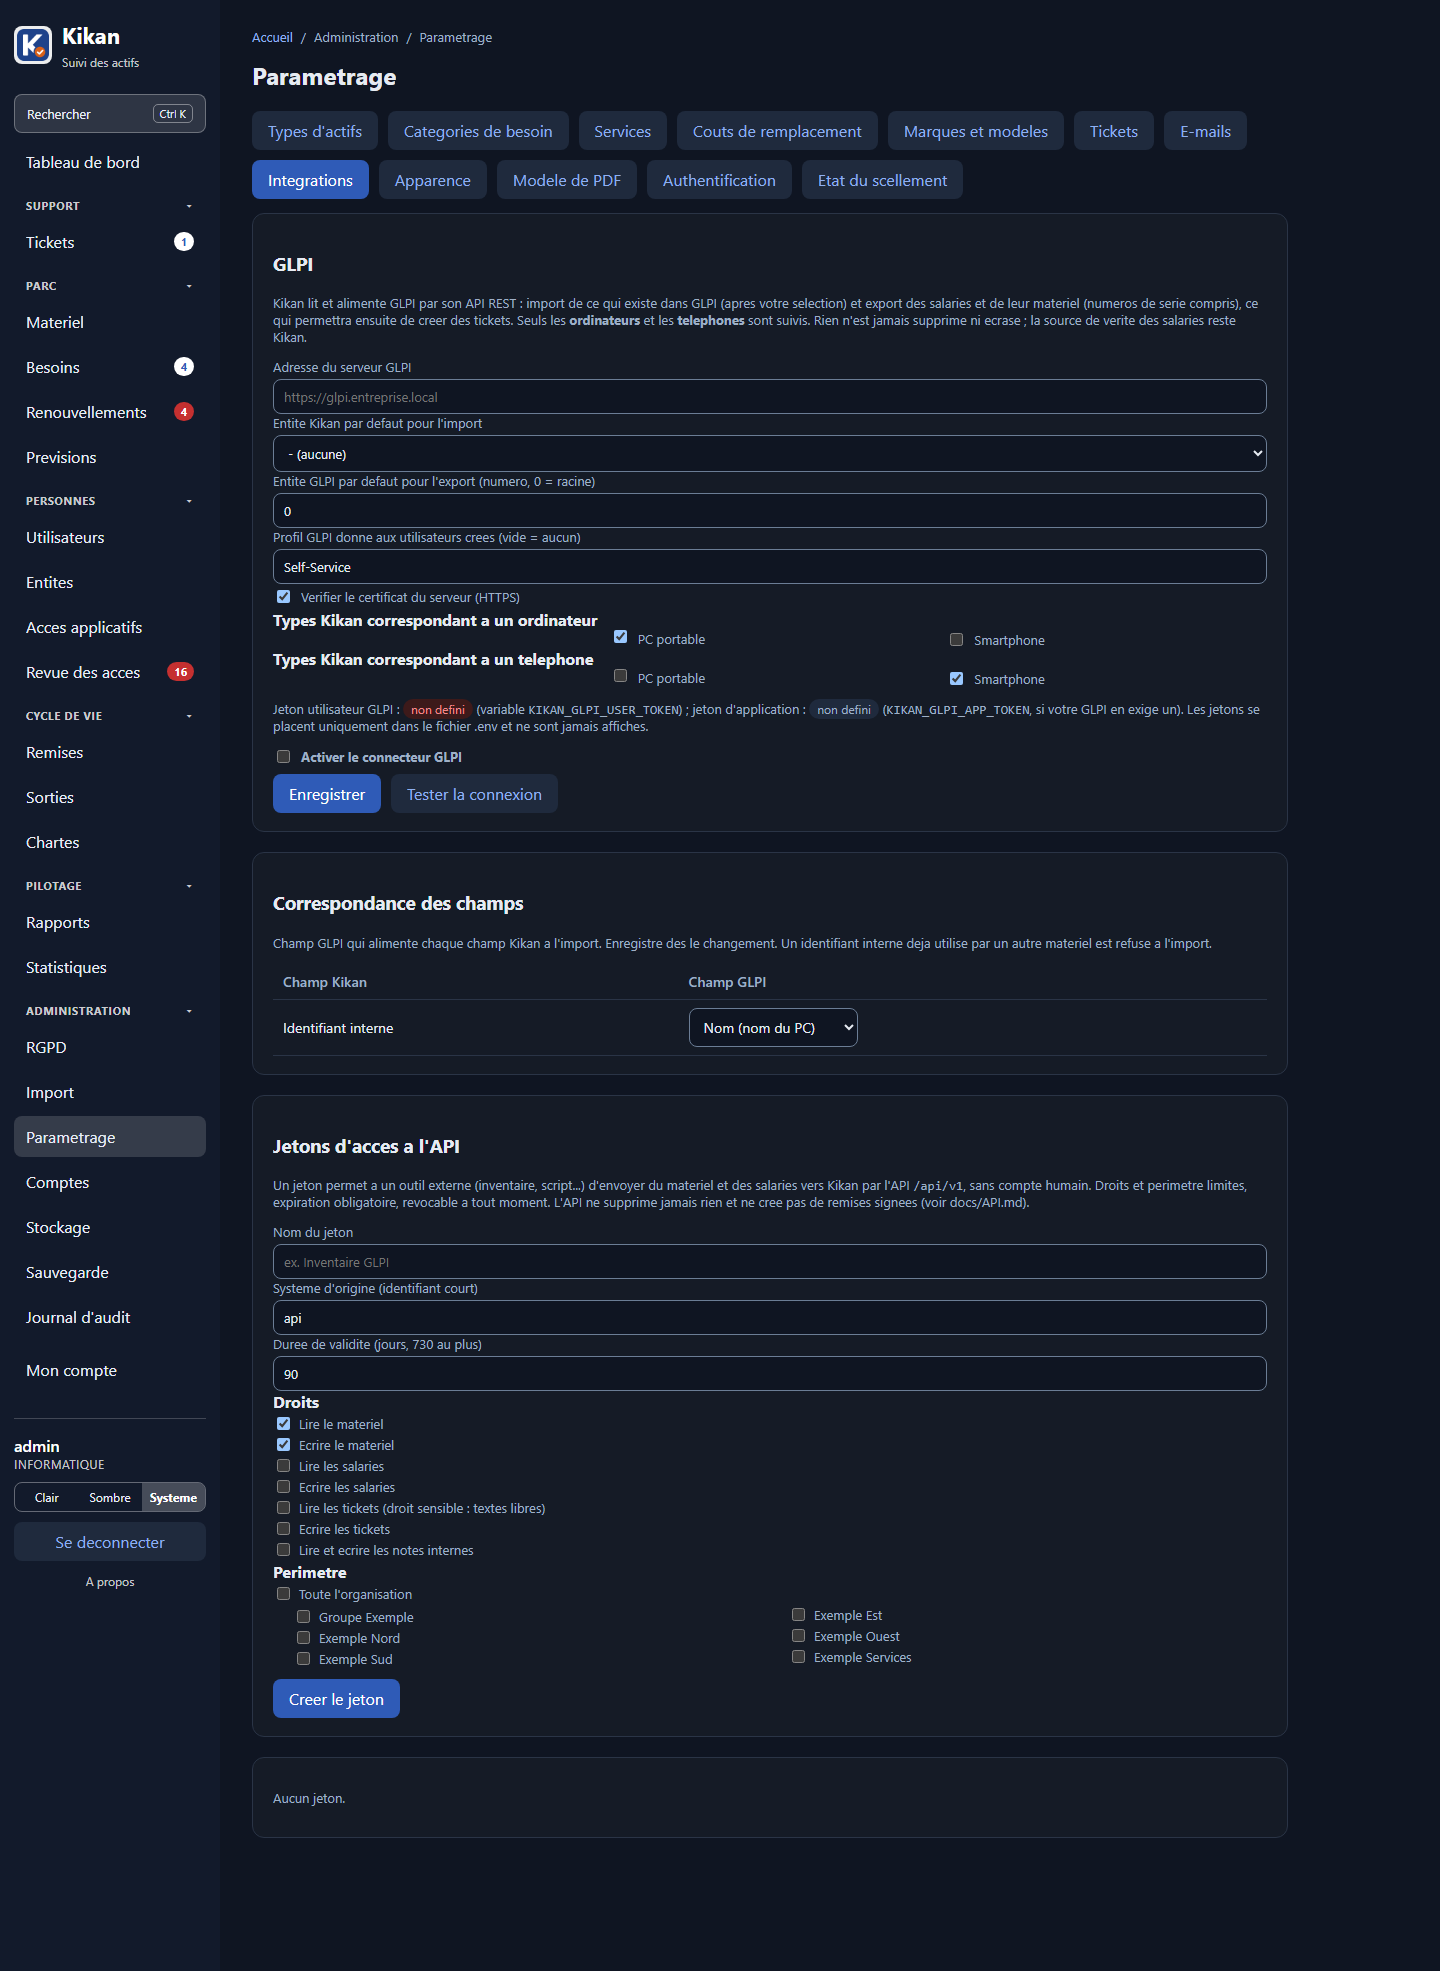 Kikan
Suivi des actifs
Rechercher Ctrl K
Tableau de bord
SUPPORT
Tickets 1
PARC
Materiel
Besoins 4
Renouvellements 4
Previsions
PERSONNES
Utilisateurs
Entites
Acces applicatifs
Revue des acces 16
CYCLE DE VIE
Remises
Sorties
Chartes
PILOTAGE
Rapports
Statistiques
ADMINISTRATION
RGPD
Import
Parametrage
Comptes
Stockage
Sauvegarde
Journal d'audit
Mon compte
admin
INFORMATIQUE
Clair Sombre Systeme
Se deconnecter
A propos
Accueil / Administration / Parametrage
Parametrage
Types d'actifs Categories de besoin Services Couts de remplacement Marques et modeles Tickets E-mails
Integrations Apparence Modele de PDF Authentification Etat du scellement
GLPI
Kikan lit et alimente GLPI par son API REST : import de ce qui existe dans GLPI (apres votre selection) et export des salaries et de leur materiel (numeros de serie compris), ce
qui permettra ensuite de creer des tickets. Seuls les ordinateurs et les telephones sont suivis. Rien n'est jamais supprime ni ecrase ; la source de verite des salaries reste
Kikan.
Adresse du serveur GLPI
https://glpi.entreprise.local
Entite Kikan par defaut pour l'import
- (aucune)
Entite GLPI par defaut pour l'export (numero, 0 = racine)
0
Profil GLPI donne aux utilisateurs crees (vide = aucun)
Self-Service
Verifier le certificat du serveur (HTTPS)
Types Kikan correspondant a un ordinateur
PC portable Smartphone
Types Kikan correspondant a un telephone
PC portable Smartphone
Jeton utilisateur GLPI : non defini (variable KIKAN_GLPI_USER_TOKEN) ; jeton d'application : non defini (KIKAN_GLPI_APP_TOKEN, si votre GLPI en exige un). Les jetons se
placent uniquement dans le fichier .env et ne sont jamais affiches.
Activer le connecteur GLPI
Enregistrer Tester la connexion
Correspondance des champs
Champ GLPI qui alimente chaque champ Kikan a l'import. Enregistre des le changement. Un identifiant interne deja utilise par un autre materiel est refuse a l'import.
Champ Kikan Champ GLPI
Identifiant interne Nom (nom du PC)
Jetons d'acces a l'API
Un jeton permet a un outil externe (inventaire, script...) d'envoyer du materiel et des salaries vers Kikan par l'API /api/v1, sans compte humain. Droits et perimetre limites,
expiration obligatoire, revocable a tout moment. L'API ne supprime jamais rien et ne cree pas de remises signees (voir docs/API.md).
Nom du jeton
ex. Inventaire GLPI
Systeme d'origine (identifiant court)
api
Duree de validite (jours, 730 au plus)
90
Droits
Lire le materiel
Ecrire le materiel
Lire les salaries
Ecrire les salaries
Lire les tickets (droit sensible : textes libres)
Ecrire les tickets
Lire et ecrire les notes internes
Perimetre
Toute l'organisation
Groupe Exemple
Exemple Nord
Exemple Sud
Exemple Est
Exemple Ouest
Exemple Services
Creer le jeton
Aucun jeton.